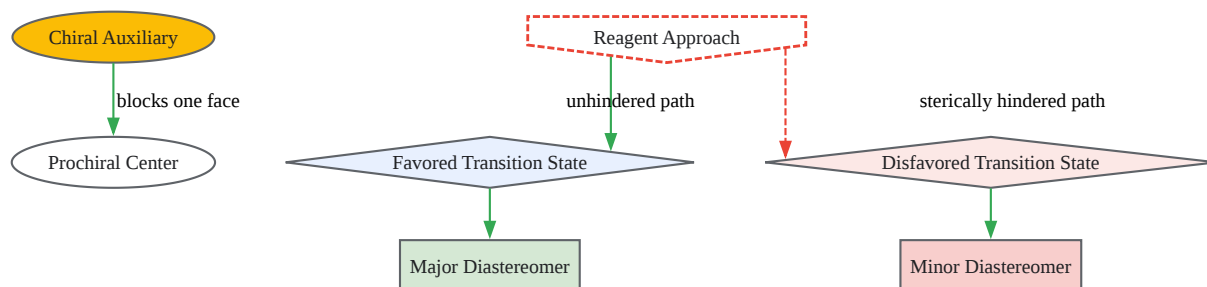 Chiral Auxiliary
Reagent Approach
blocks one face
unhindered path
sterically hindered path
Prochiral Center
Favored Transition State
Disfavored Transition State
Major Diastereomer
Minor Diastereomer